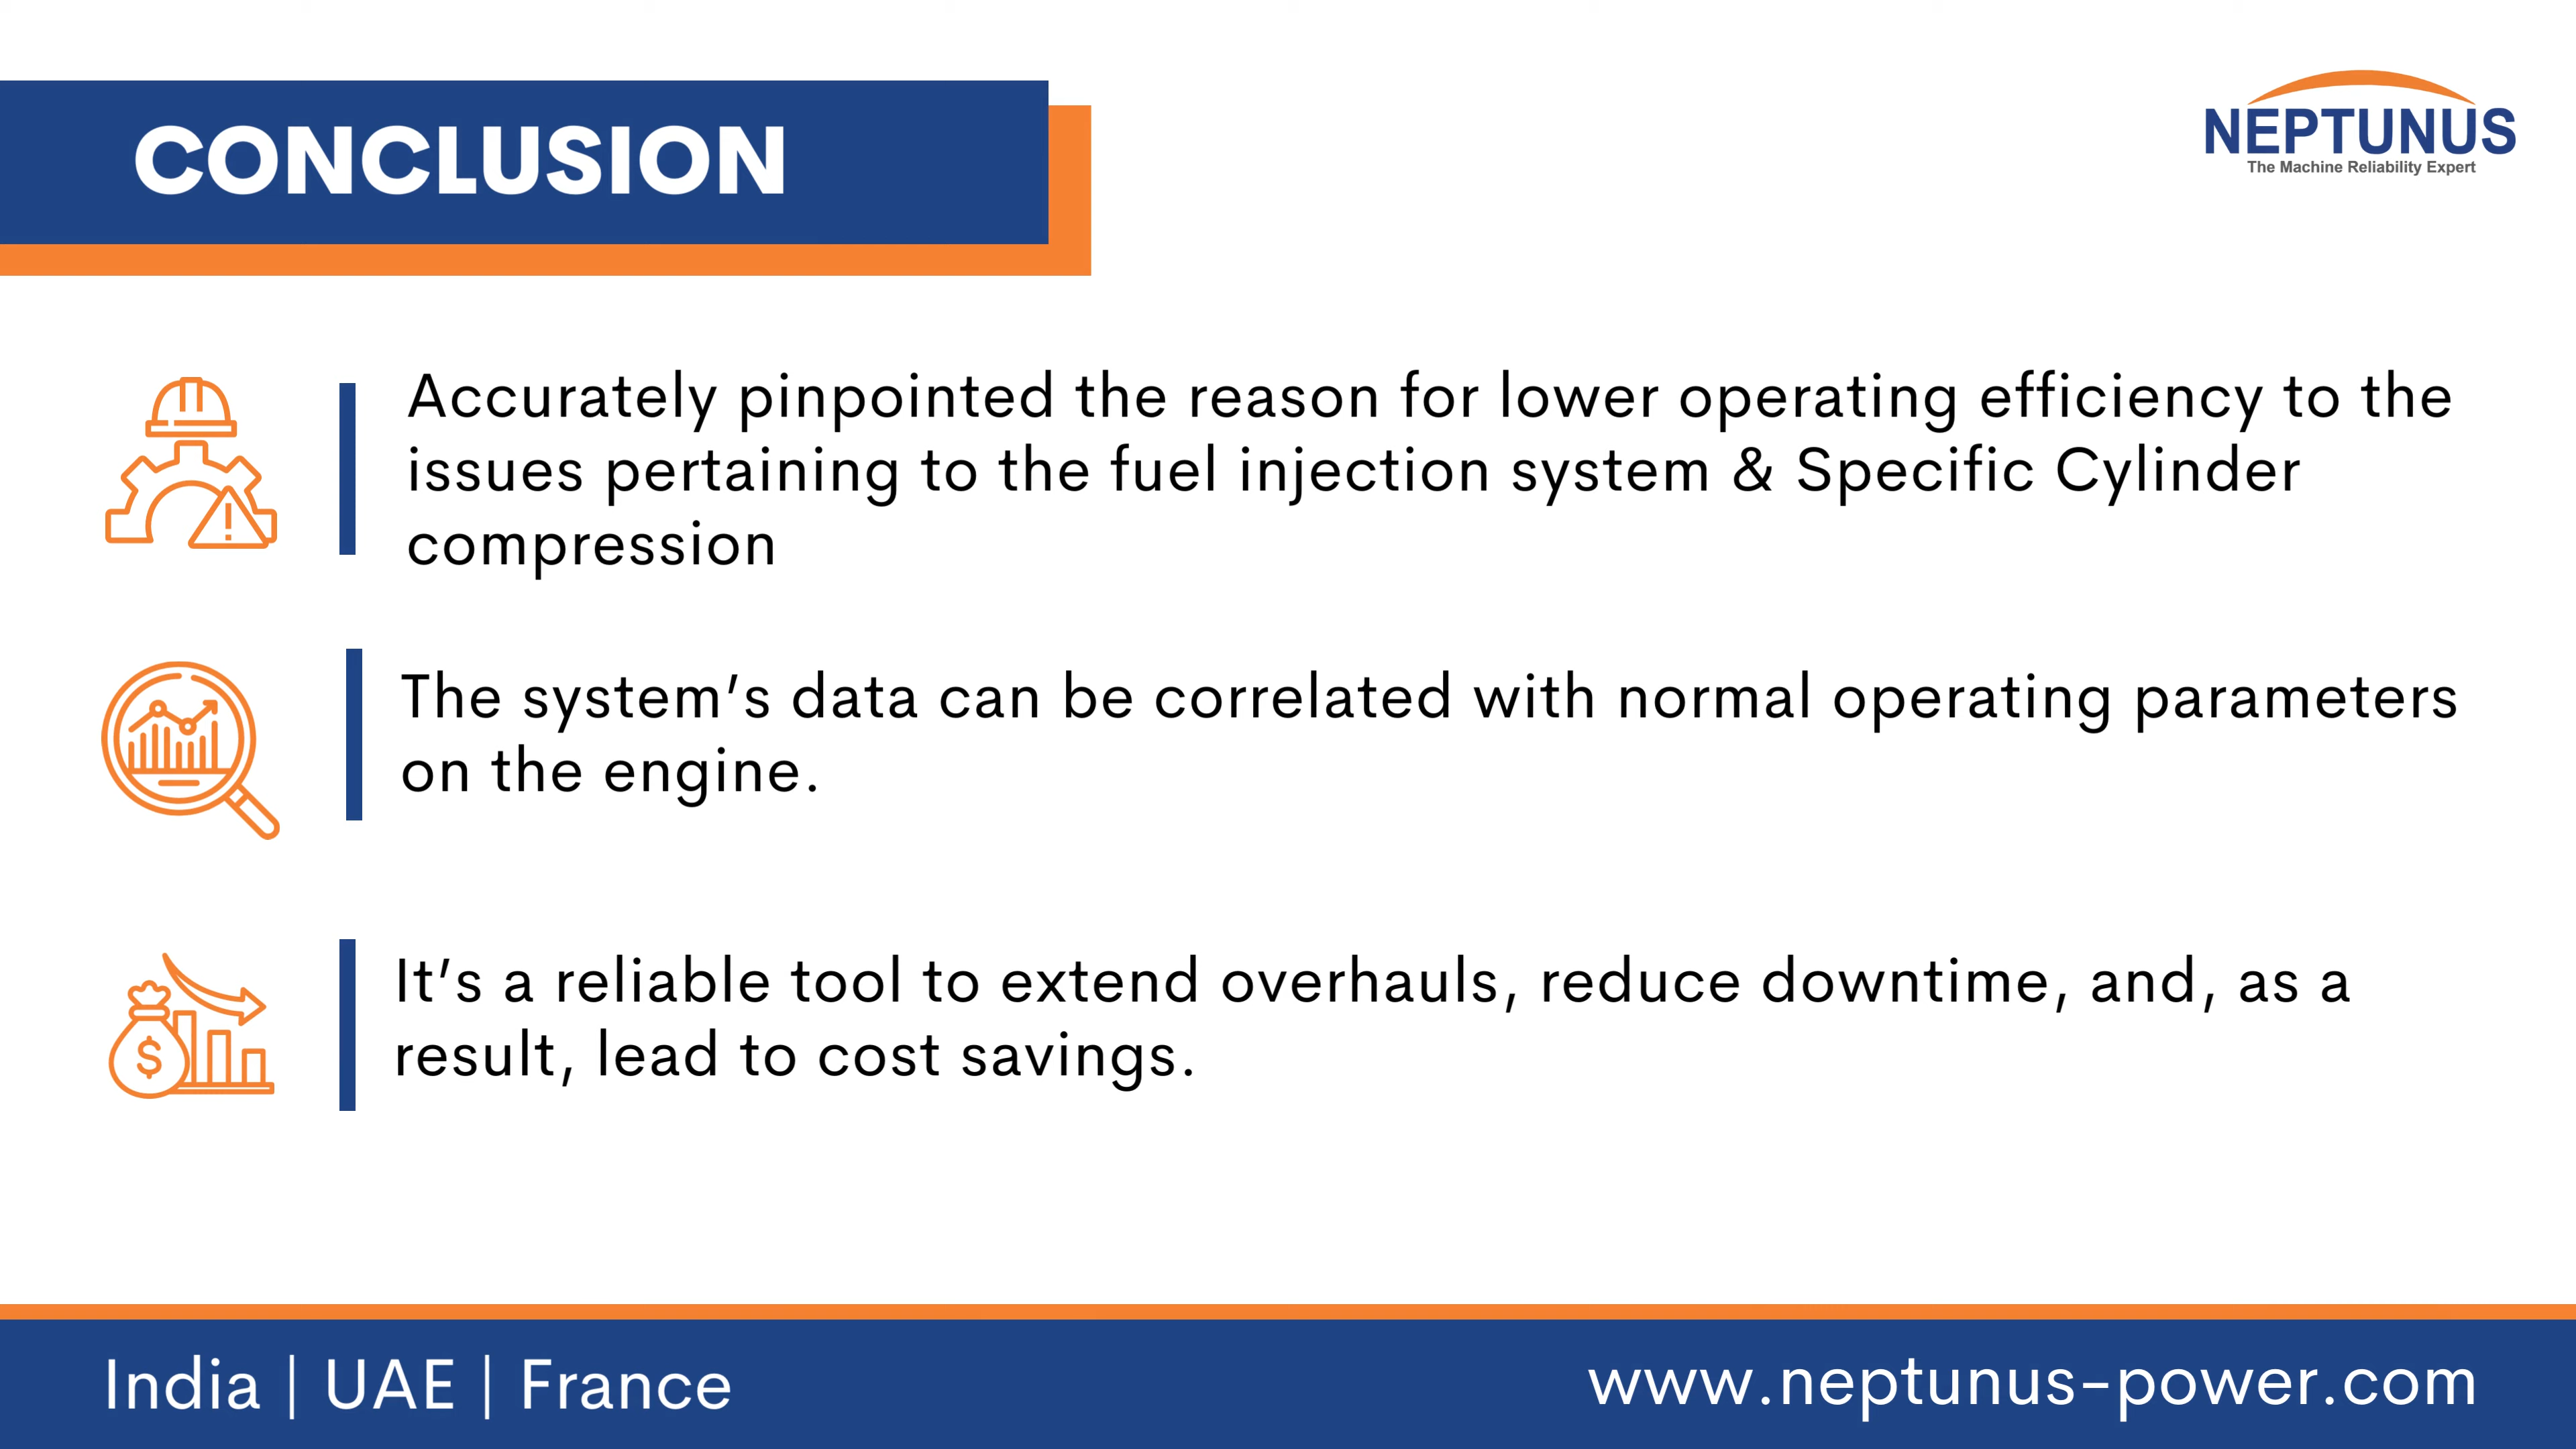 CONCLUSION
NEPTUNUS
The Machine Reliability Expert
Accurately pinpointed the reason for lower operating efficiency to the
issues pertaining to the fuel injection system & Specific Cylinder
compression
The system's data can be correlated with normal operating parameters
on the engine.
$
It's a reliable tool to extend overhauls, reduce downtime, and, as a
result, lead to cost savings.
India | UAE | France
www.neptunus-power.com